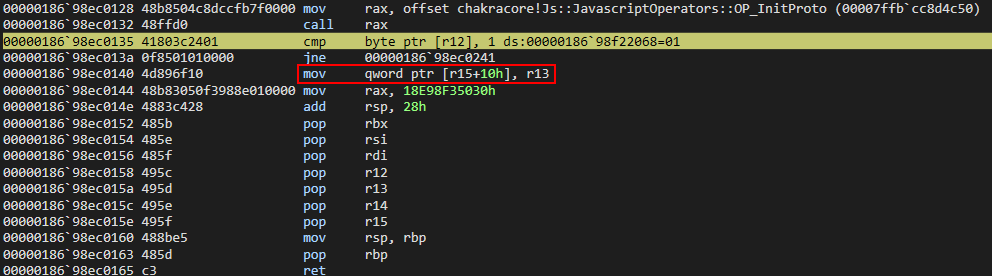 00000186`98ec0128 48b8504c8dccfb7f0000 mov rax, offset chakracore!Js::JavascriptOperators::OP_InitProto (00007ffb`cc8d4c50)
00000186`98ec0132 48ffd0 call rax
00000186`98ec0135 41803c2401 cmp byte ptr [r12], 1 ds:00000186`98f22068=01
00000186`98ec013a 0f8501010000 jne 00000186`98ec0241
00000186`98ec0140 4d896f10 mov qword ptr [r15+10h], r13
00000186`98ec0144 48b83050f3988e010000 mov rax, 18E98F35030h
00000186`98ec014e 4883c428 add rsp, 28h
00000186`98ec0152 485b pop rbx
00000186`98ec0154 485e pop rsi
00000186`98ec0156 485f pop rdi
00000186`98ec0158 495c pop r12
00000186`98ec015a 495d pop r13
00000186`98ec015c 495e pop r14
00000186`98ec015e 495f pop r15
00000186`98ec0160 488be5 mov rsp, rbp
00000186`98ec0163 485d pop rbp
00000186`98ec0165 c3 ret